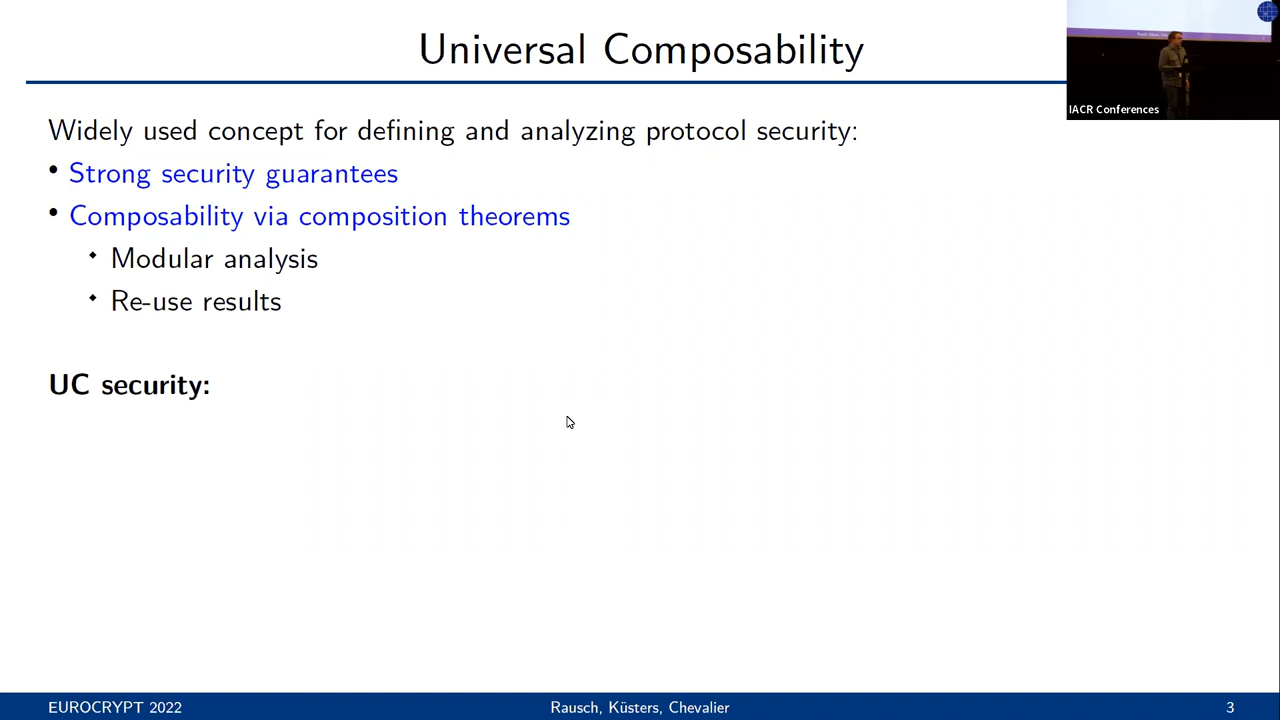 Universal Composability
IACR Conferences
Widely used concept for defining and analyzing protocol security:
• Strong security guarantees
• Composability via composition theorems
◆ Modular analysis
◆ Re-use results
UC security:
EUROCRYPT 2022
Rausch, Küsters, Chevalier
3